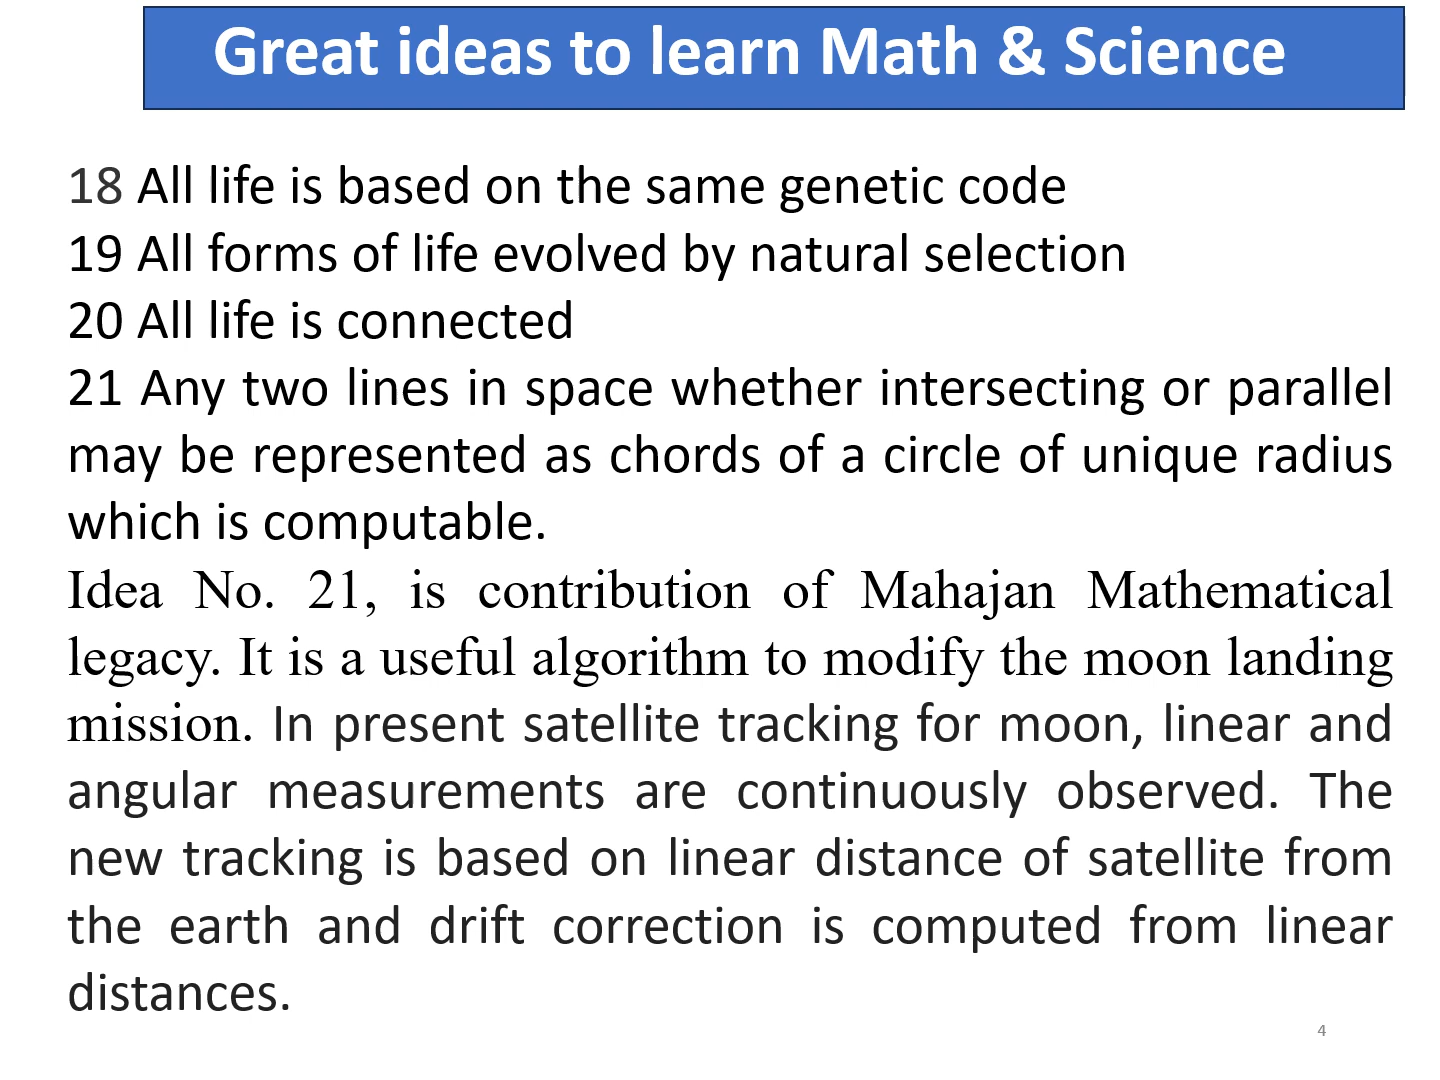 Great ideas to learn Math & Science
18 All life is based on the same genetic code
19 All forms of life evolved by natural selection
20 All life is connected
21 Any two lines in space whether intersecting or parallel
may be represented as chords of a circle of unique radius
which is computable.
Idea No. 21, is contribution of Mahajan Mathematical
legacy. It is a useful algorithm to modify the moon landing
mission. In present satellite tracking for moon, linear and
angular measurements are continuously observed. The
new tracking is based on linear distance of satellite from
the earth and drift correction is computed from linear
distances.
4